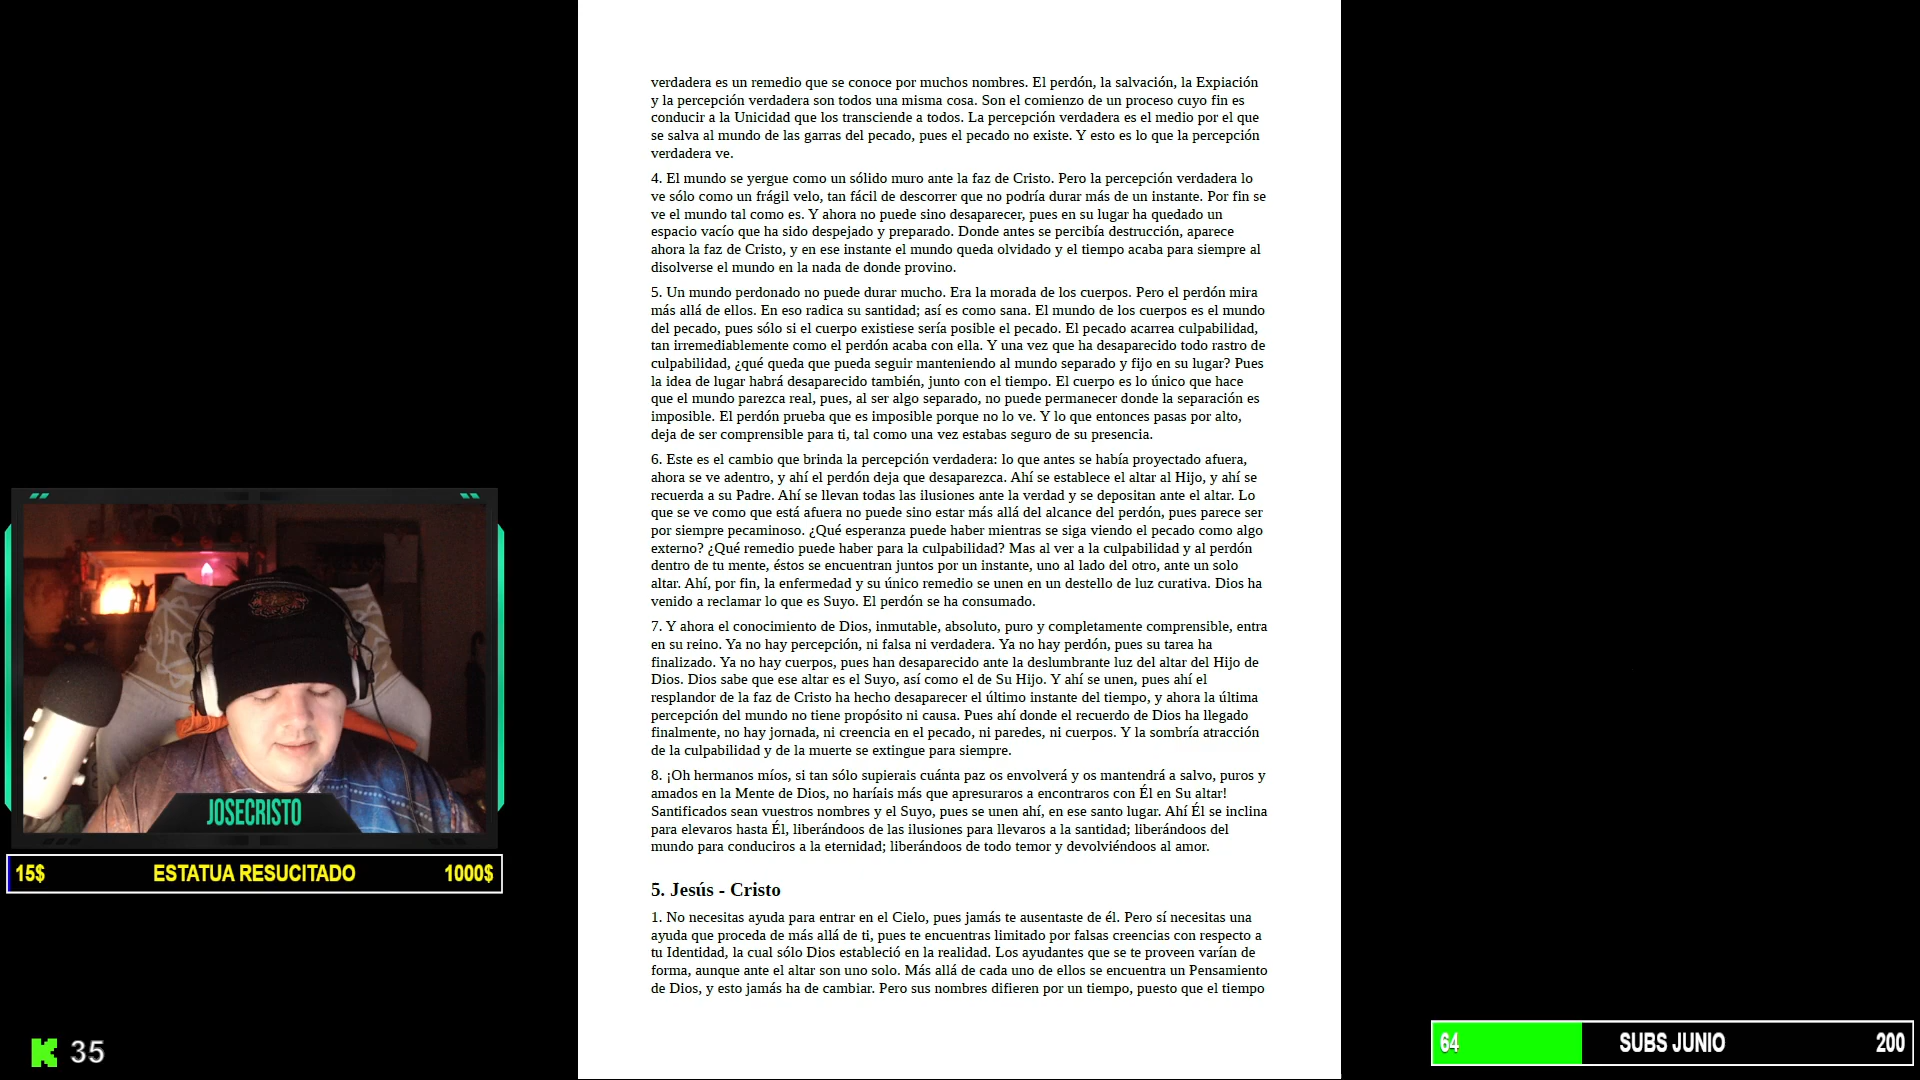 verdadera es un remedio que se conoce por muchos nombres. El perdón, la salvación, la Expiación
y la percepción verdadera son todos una misma cosa. Son el comienzo de un proceso cuyo fin es
conducir a la Unicidad que los transciende a todos. La percepción verdadera es el medio por el que
se salva al mundo de las garras del pecado, pues el pecado no existe. Y esto es lo que la percepción
verdadera ve.
4. El mundo se yergue como un sólido muro ante la faz de Cristo. Pero la percepción verdadera lo
ve sólo como un frágil velo, tan fácil de descorrer que no podría durar más de un instante. Por fin se
ve el mundo tal como es. Y ahora no puede sino desaparecer, pues en su lugar ha quedado un
espacio vacío que ha sido despejado y preparado. Donde antes se percibía destrucción, aparece
ahora la faz de Cristo, y en ese instante el mundo queda olvidado y el tiempo acaba para siempre al
disolverse el mundo en la nada de donde provino.
5. Un mundo perdonado no puede durar mucho. Era la morada de los cuerpos. Pero el perdón mira
más allá de ellos. En eso radica su santidad; así es como sana. El mundo de los cuerpos es el mundo
del pecado, pues sólo si el cuerpo existiese sería posible el pecado. El pecado acarrea culpabilidad,
tan irremediablemente como el perdón acaba con ella. Y una vez que ha desaparecido todo rastro de
culpabilidad, ¿qué queda que pueda seguir manteniendo al mundo separado y fijo en su lugar? Pues
la idea de lugar habrá desaparecido también, junto con el tiempo. El cuerpo es lo único que hace
que el mundo parezca real, pues, al ser algo separado, no puede permanecer donde la separación es
imposible. El perdón prueba que es imposible porque no lo ve. Y lo que entonces pasas por alto,
deja de ser comprensible para ti, tal como una vez estabas seguro de su presencia.
6. Este es el cambio que brinda la percepción verdadera: lo que antes se había proyectado afuera,
ahora se ve adentro, y ahí el perdón deja que desaparezca. Ahí se establece el altar al Hijo, y ahí se
recuerda a su Padre. Ahí se llevan todas las ilusiones ante la verdad y se depositan ante el altar. Lo
que se ve como que está afuera no puede sino estar más allá del alcance del perdón, pues parece ser
por siempre pecaminoso. ¿Qué esperanza puede haber mientras se siga viendo el pecado como algo
externo? ¿Qué remedio puede haber para la culpabilidad? Mas al ver a la culpabilidad y al perdón
dentro de tu mente, éstos se encuentran juntos por un instante, uno al lado del otro, ante un solo
altar. Ahí, por fin, la enfermedad y su único remedio se unen en un destello de luz curativa. Dios ha
venido a reclamar lo que es Suyo. El perdón se ha consumado.
7. Y ahora el conocimiento de Dios, inmutable, absoluto, puro y completamente comprensible, entra
en su reino. Ya no hay percepción, ni falsa ni verdadera. Ya no hay perdón, pues su tarea ha
finalizado. Ya no hay cuerpos, pues han desaparecido ante la deslumbrante luz del altar del Hijo de
Dios. Dios sabe que ese altar es el Suyo, así como el de Su Hijo. Y ahí se unen, pues ahí el
resplandor de la faz de Cristo ha hecho desaparecer el último instante del tiempo, y ahora la última
percepción del mundo no tiene propósito ni causa. Pues ahí donde el recuerdo de Dios ha llegado
finalmente, no hay jornada, ni creencia en el pecado, ni paredes, ni cuerpos. Y la sombría atracción
de la culpabilidad y de la muerte se extingue para siempre.
8. ¡Oh hermanos míos, si tan sólo supierais cuánta paz os envolverá y os mantendrá a salvo, puros y
amados en la Mente de Dios, no haríais más que apresuraros a encontraros con Él en Su altar!
Santificados sean vuestros nombres y el Suyo, pues se unen ahí, en ese santo lugar. Ahí Él se inclina
para elevaros hasta Él, liberándoos de las ilusiones para llevaros a la santidad; liberándoos del
mundo para conduciros a la eternidad; liberándoos de todo temor y devolviéndoos al amor.
5. Jesús - Cristo
1. No necesitas ayuda para entrar en el Cielo, pues jamás te ausentaste de él. Pero sí necesitas una
ayuda que proceda de más allá de ti, pues te encuentras limitado por falsas creencias con respecto a
tu Identidad, la cual sólo Dios estableció en la realidad. Los ayudantes que se te proveen varían de
forma, aunque ante el altar son uno solo. Más allá de cada uno de ellos se encuentra un Pensamiento
de Dios, y esto jamás ha de cambiar. Pero sus nombres difieren por un tiempo, puesto que el tiempo
JOSECRISTO
15$ ESTATUA RESUCITADO 1000$
K 35
64 SUBS JUNIO 200